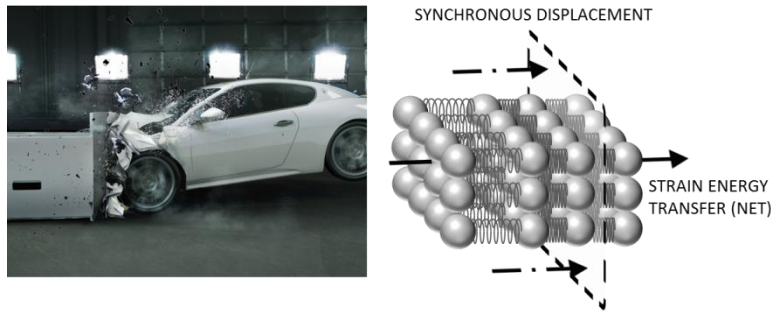 SYNCHRONOUS DISPLACEMENT
STRAIN ENERGY
TRANSFER (NET)